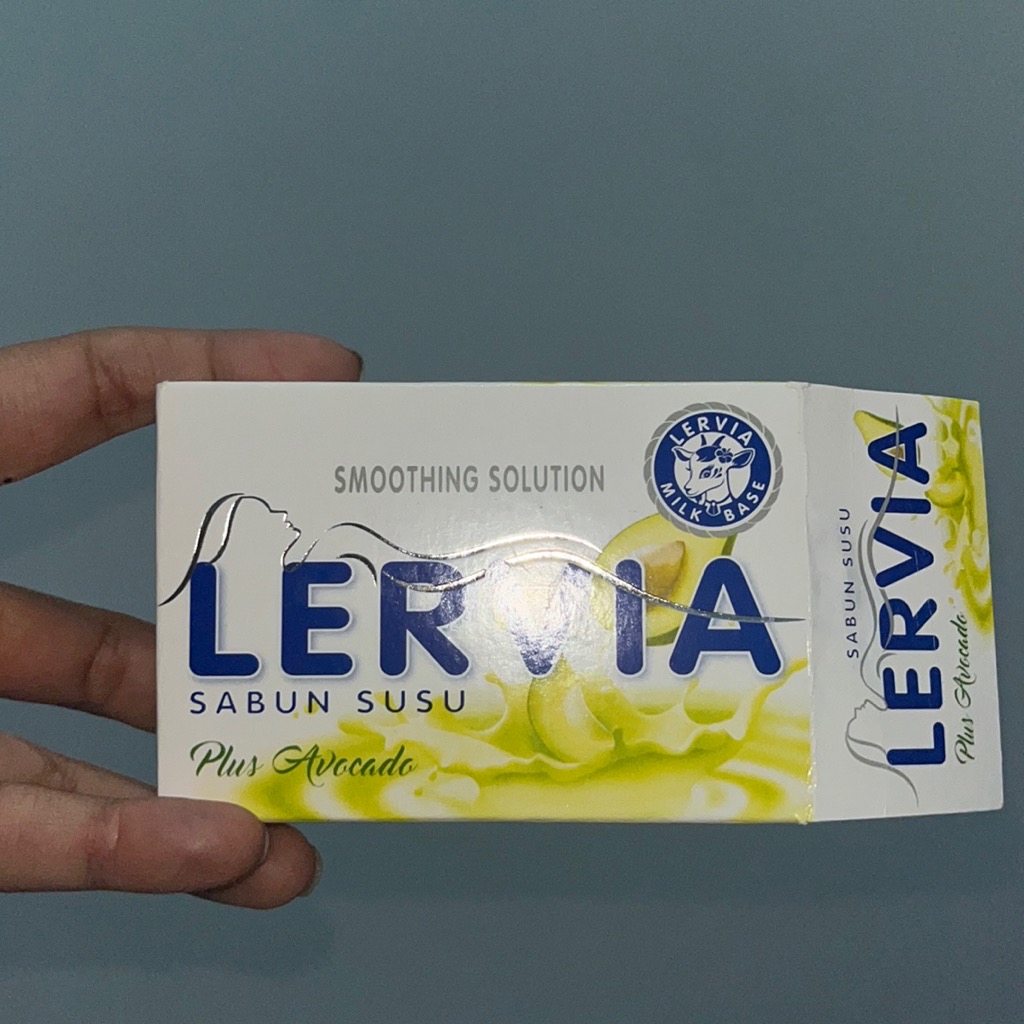 SMOOTHING SOLUTION
LERVIA
MILK BASE
LERVIA
SABUN SUSU
Plus Avocado
SABUN SUSU
LERVIA
Plus Avocado